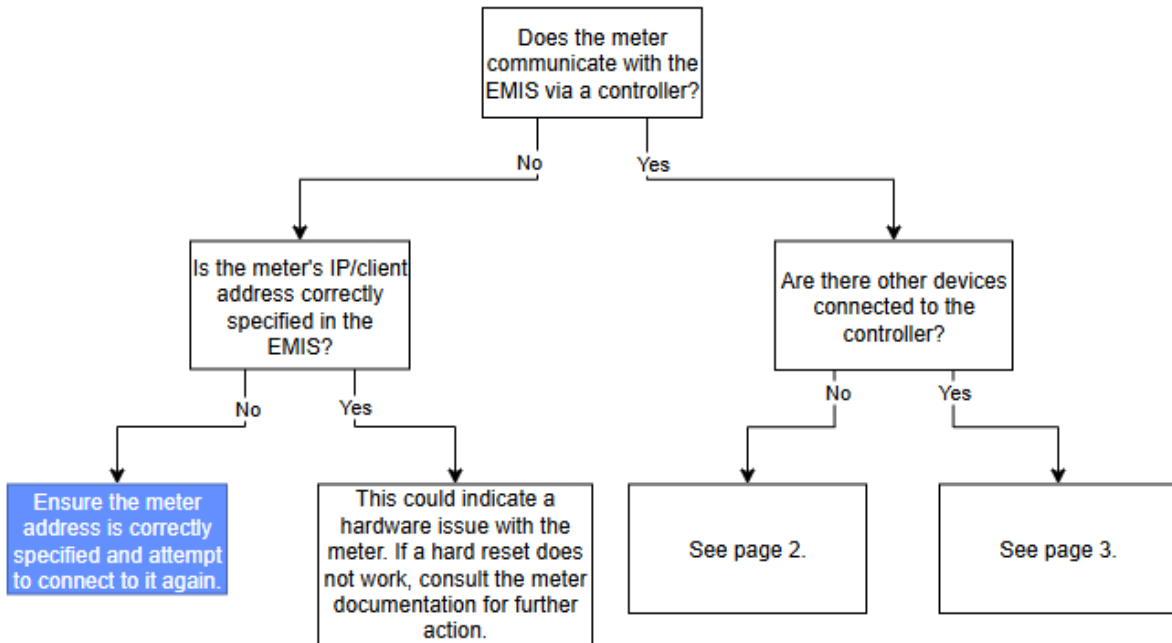 Does the meter
communicate with the
EMIS via a controller?
No
Yes
Is the meter's IP/client
address correctly
specified in the
EMIS?
Are there other devices
connected to the
controller?
No
Yes
No
Yes
Ensure the meter
address is correctly
specified and attempt
to connect to it again.
This could indicate a
hardware issue with the
meter. If a hard reset does
not work, consult the meter
documentation for further
action.
See page 2.
See page 3.